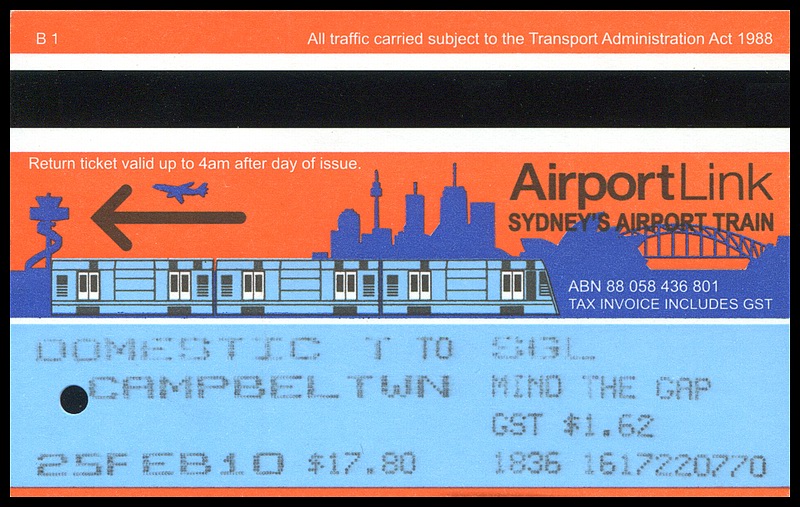 B 1 All traffic carried subject to the Transport Administration Act 1988
Return ticket valid up to 4am after day of issue.
AirportLink
SYDNEY'S AIRPORT TRAIN
ABN 88 058 436 801
TAX INVOICE INCLUDES GST
DOMESTIC T TO SGL
CAMPBELTWN MIND THE GAP
GST $1.62
25FEB10 $17.80 1836 1617220770